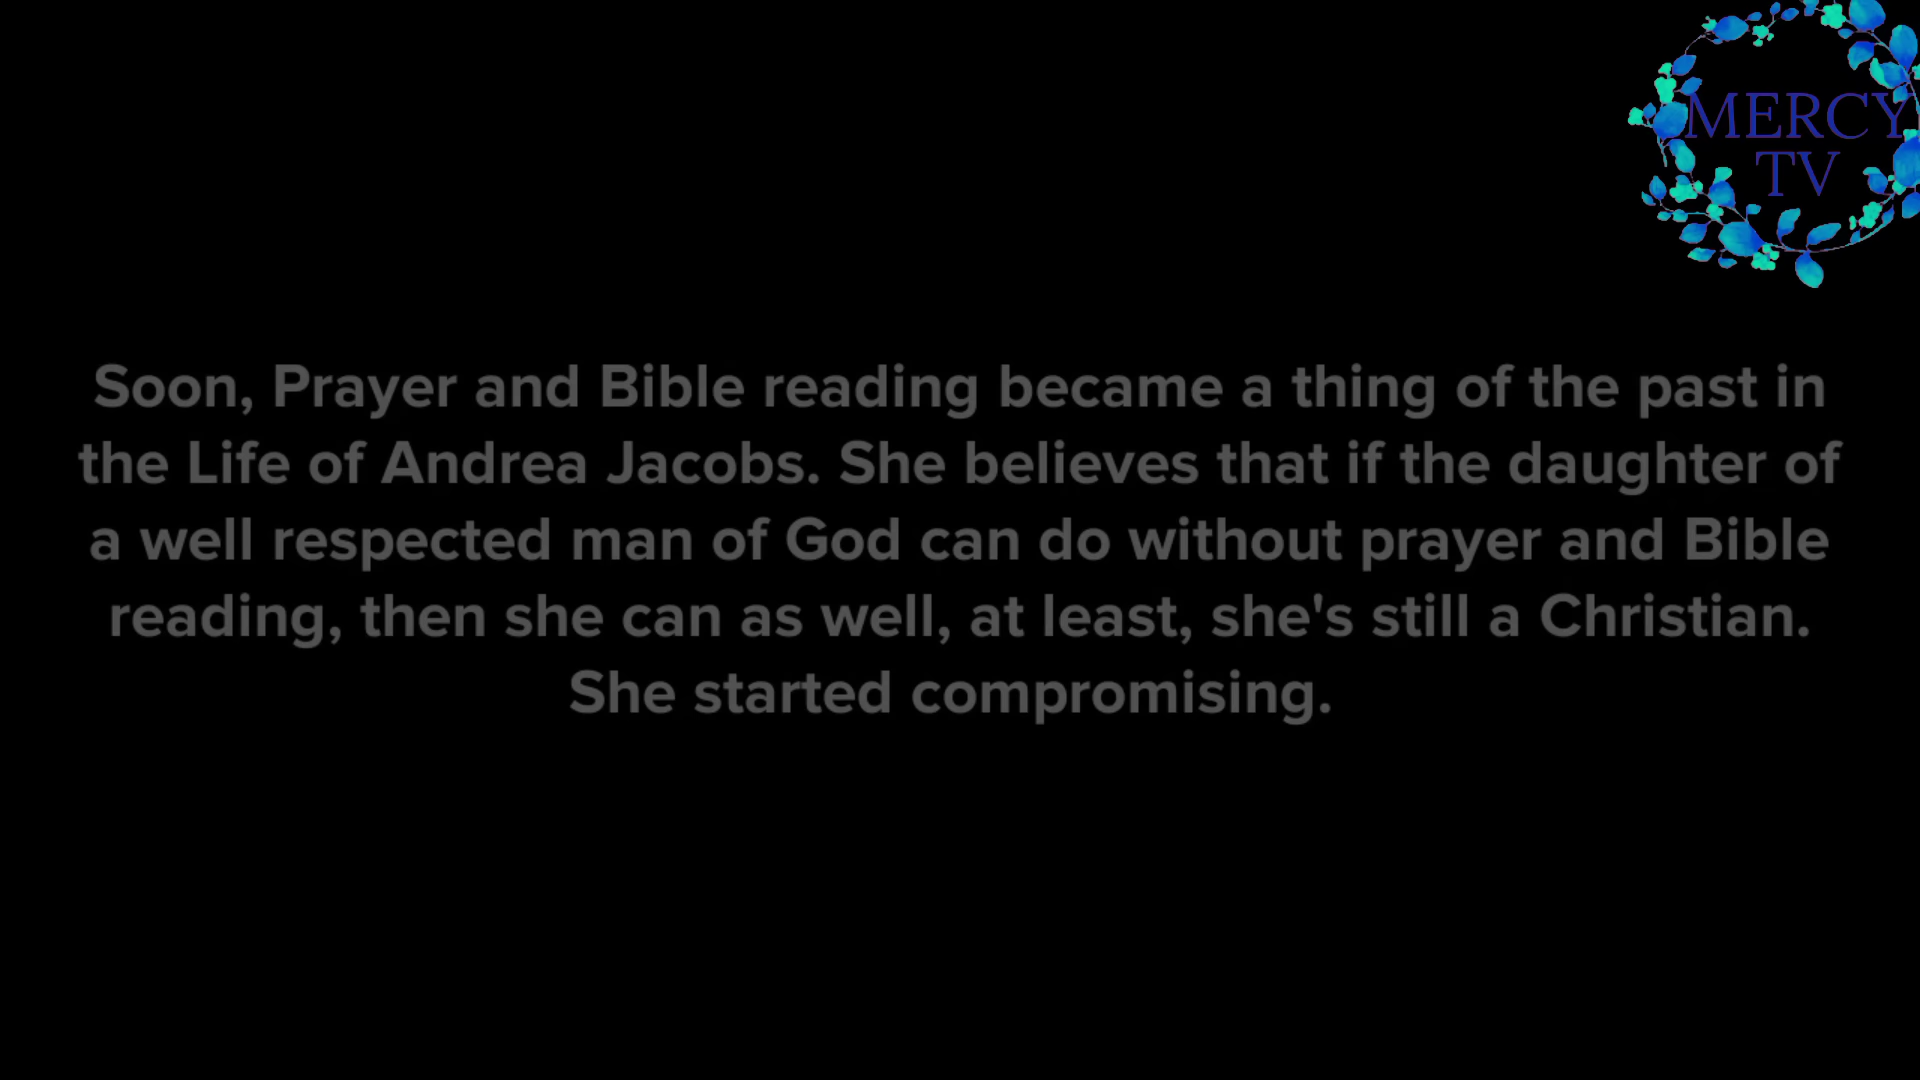 MERCY
TV
Soon, Prayer and Bible reading became a thing of the past in
the Life of Andrea Jacobs. She believes that if the daughter of
a well respected man of God can do without prayer and Bible
reading, then she can as well, at least, she's still a Christian.
She started compromising.